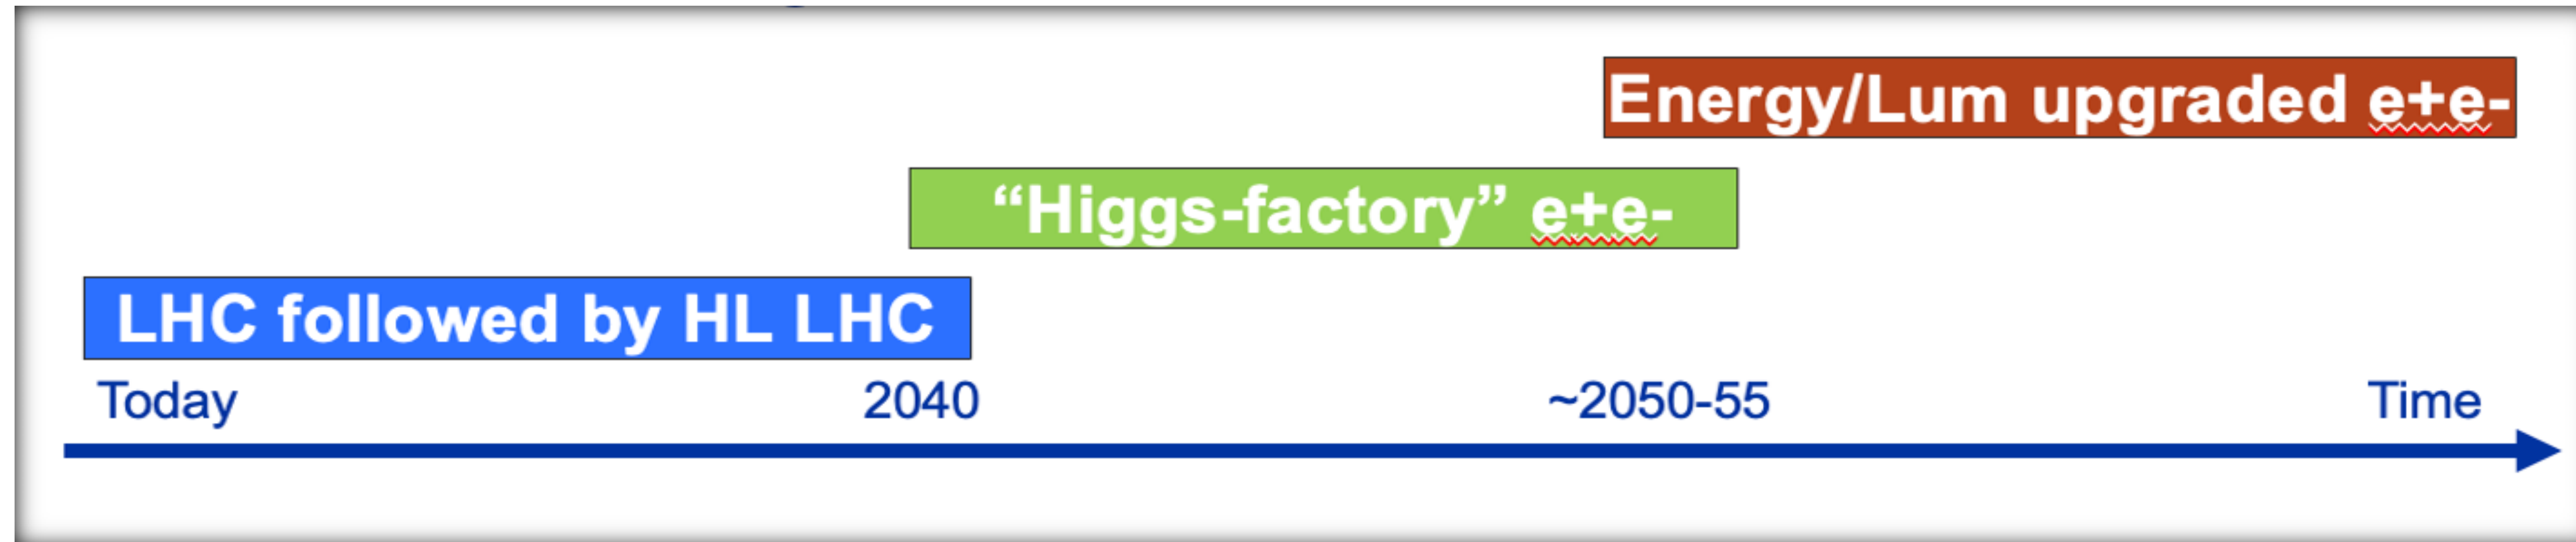 Energy/Lum upgraded e+e-
“Higgs-factory” e+e-
LHC followed by HL LHC
Today 2040 ~2050-55 Time